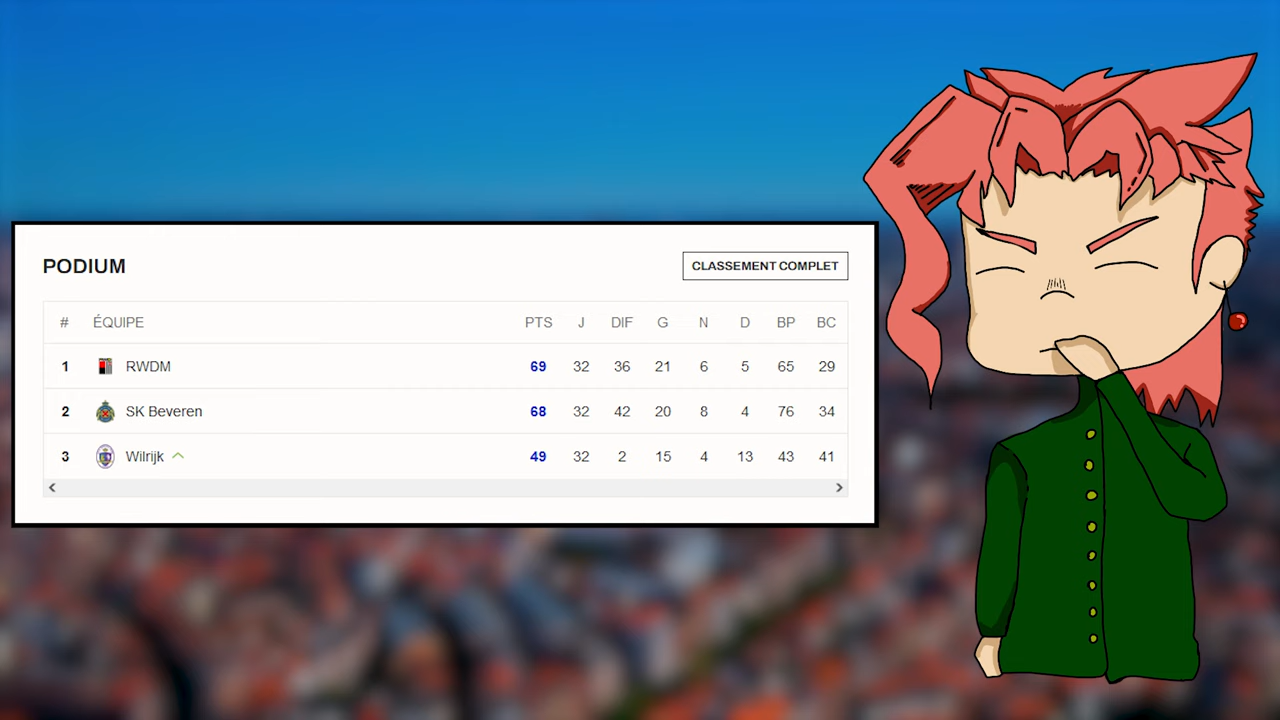 PODIUM
CLASSEMENT COMPLET
# ÉQUIPE PTS J DIF G N D BP BC
1 RWDM 69 32 36 21 6 5 65 29
2 SK Beveren 68 32 42 20 8 4 76 34
3 Wilrijk 49 32 2 15 4 13 43 41